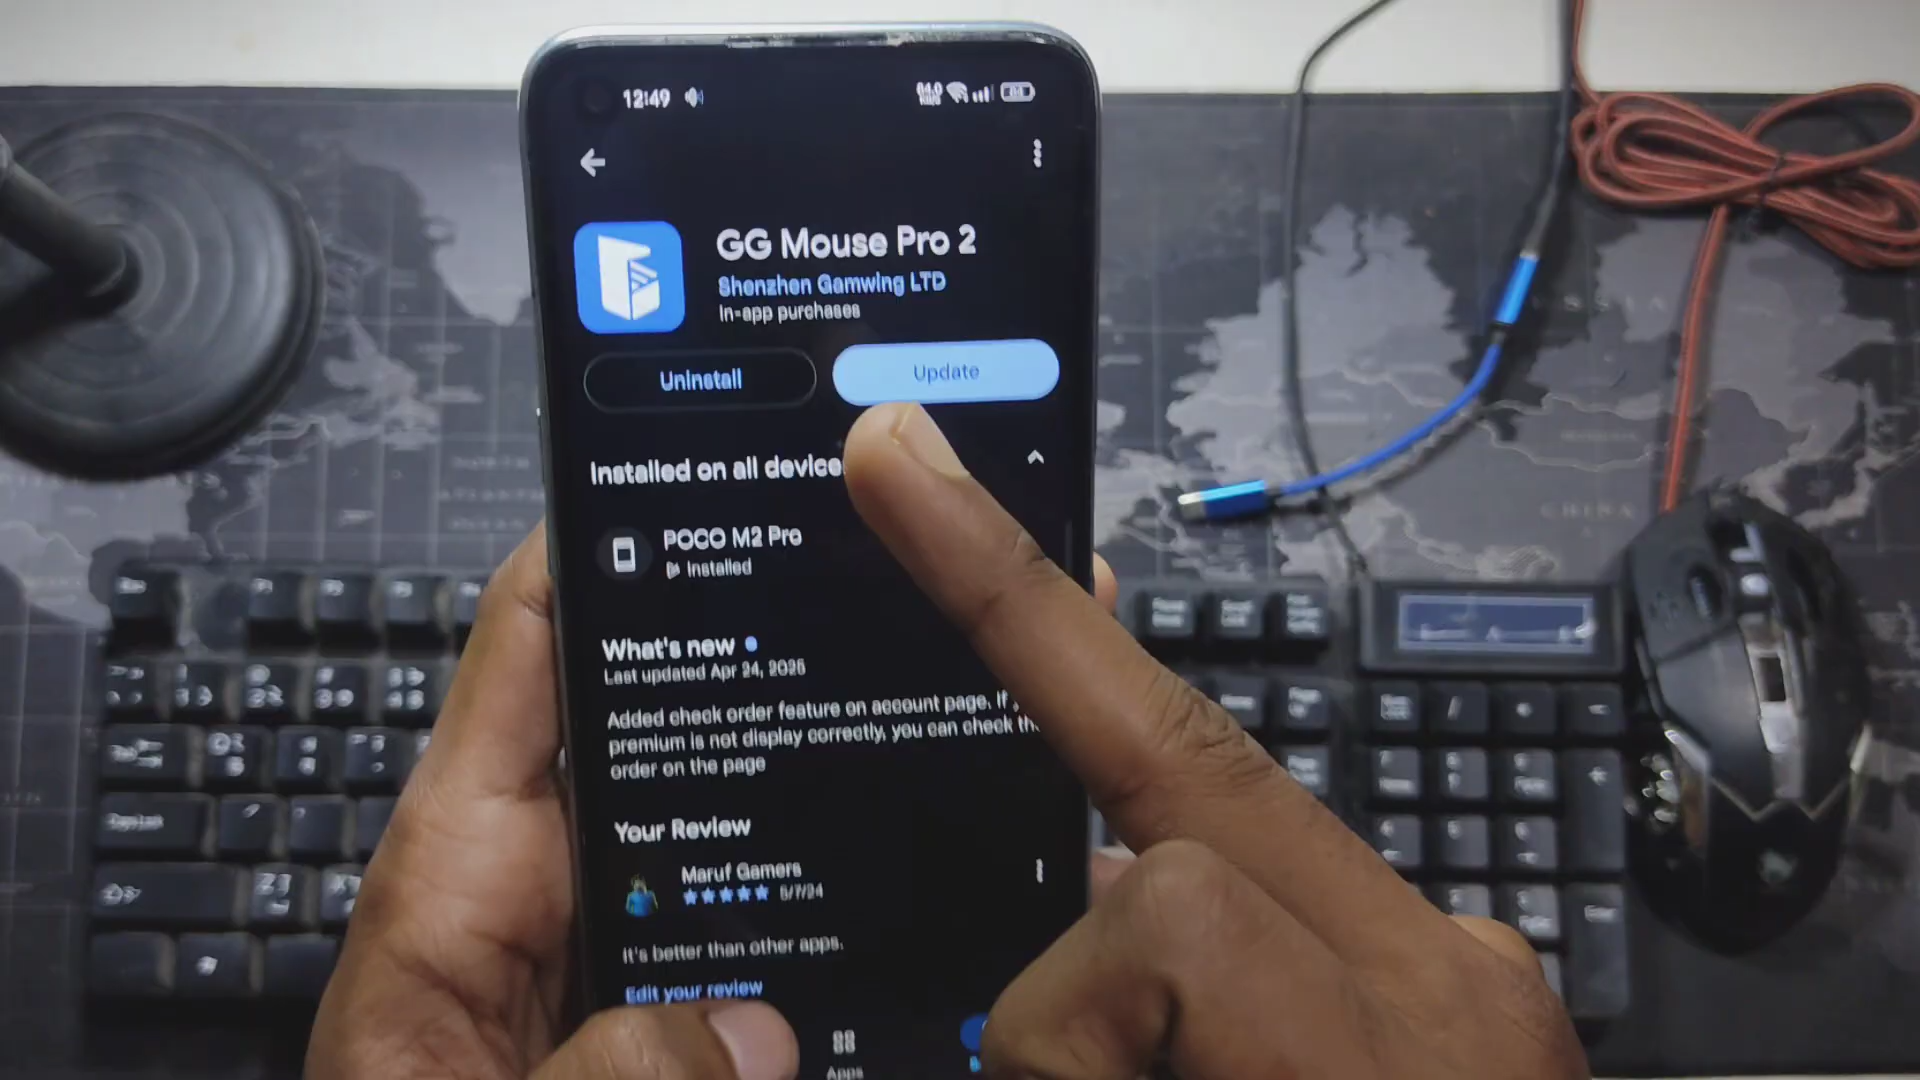 12:49
GG Mouse Pro 2
Shenzhen Gamwing LTD
In-app purchases
Uninstall
Update
Installed on all device
POCO M2 Pro
Installed
What's new
Last updated Apr 24, 2025
Added check order feature on account page. If
premium is not display correctly, you can check th
order on the page
Your Review
Maruf Gamers
5/7/24
It's better than other apps.
Edit your review
Apps
RUSSIA
CHINA